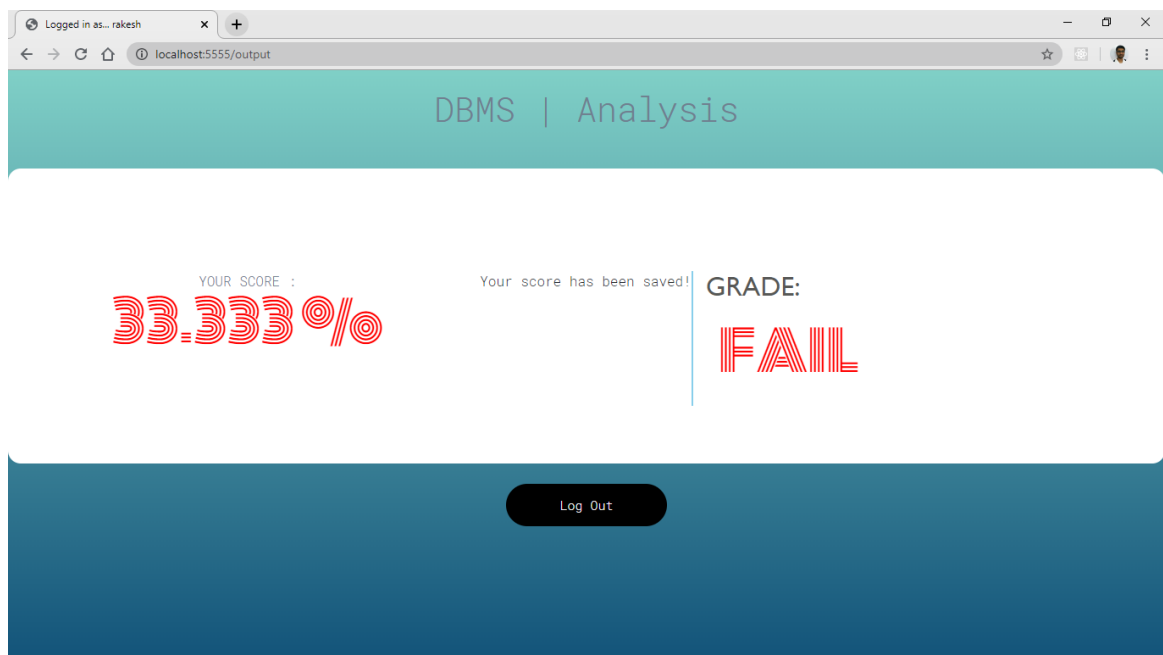 Logged in as... rakesh
localhost:5555/output
DBMS | Analysis
YOUR SCORE :
33.333 %
Your score has been saved!
GRADE:
FAIL
Log Out